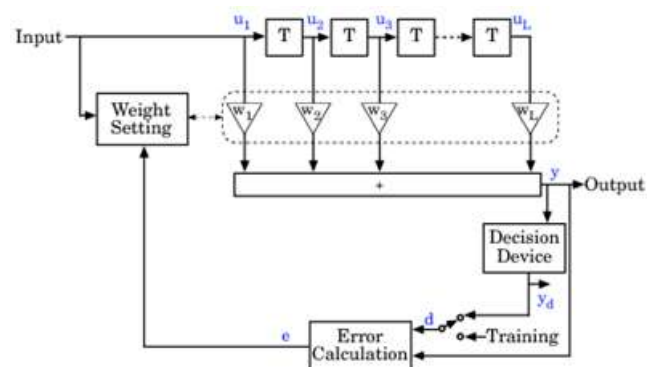 u1 u2 u3 uL
Input T T T T
Weight
Setting
w1 w2 w3 wL
y
+ Output
Decision
Device
yd
d
Training
e Error
Calculation